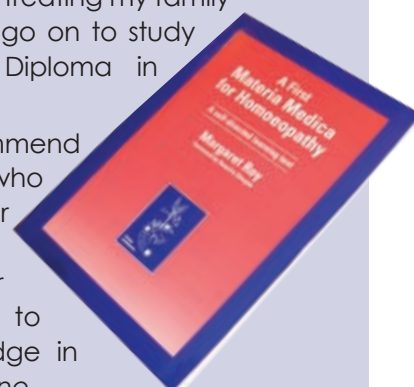 treating my family
go on to study
Diploma in
mmend
who
r
r
to
dge in
ne
A First
Materia Medica
for Homoeopathy
A self-directed learning text
Margaret Roy